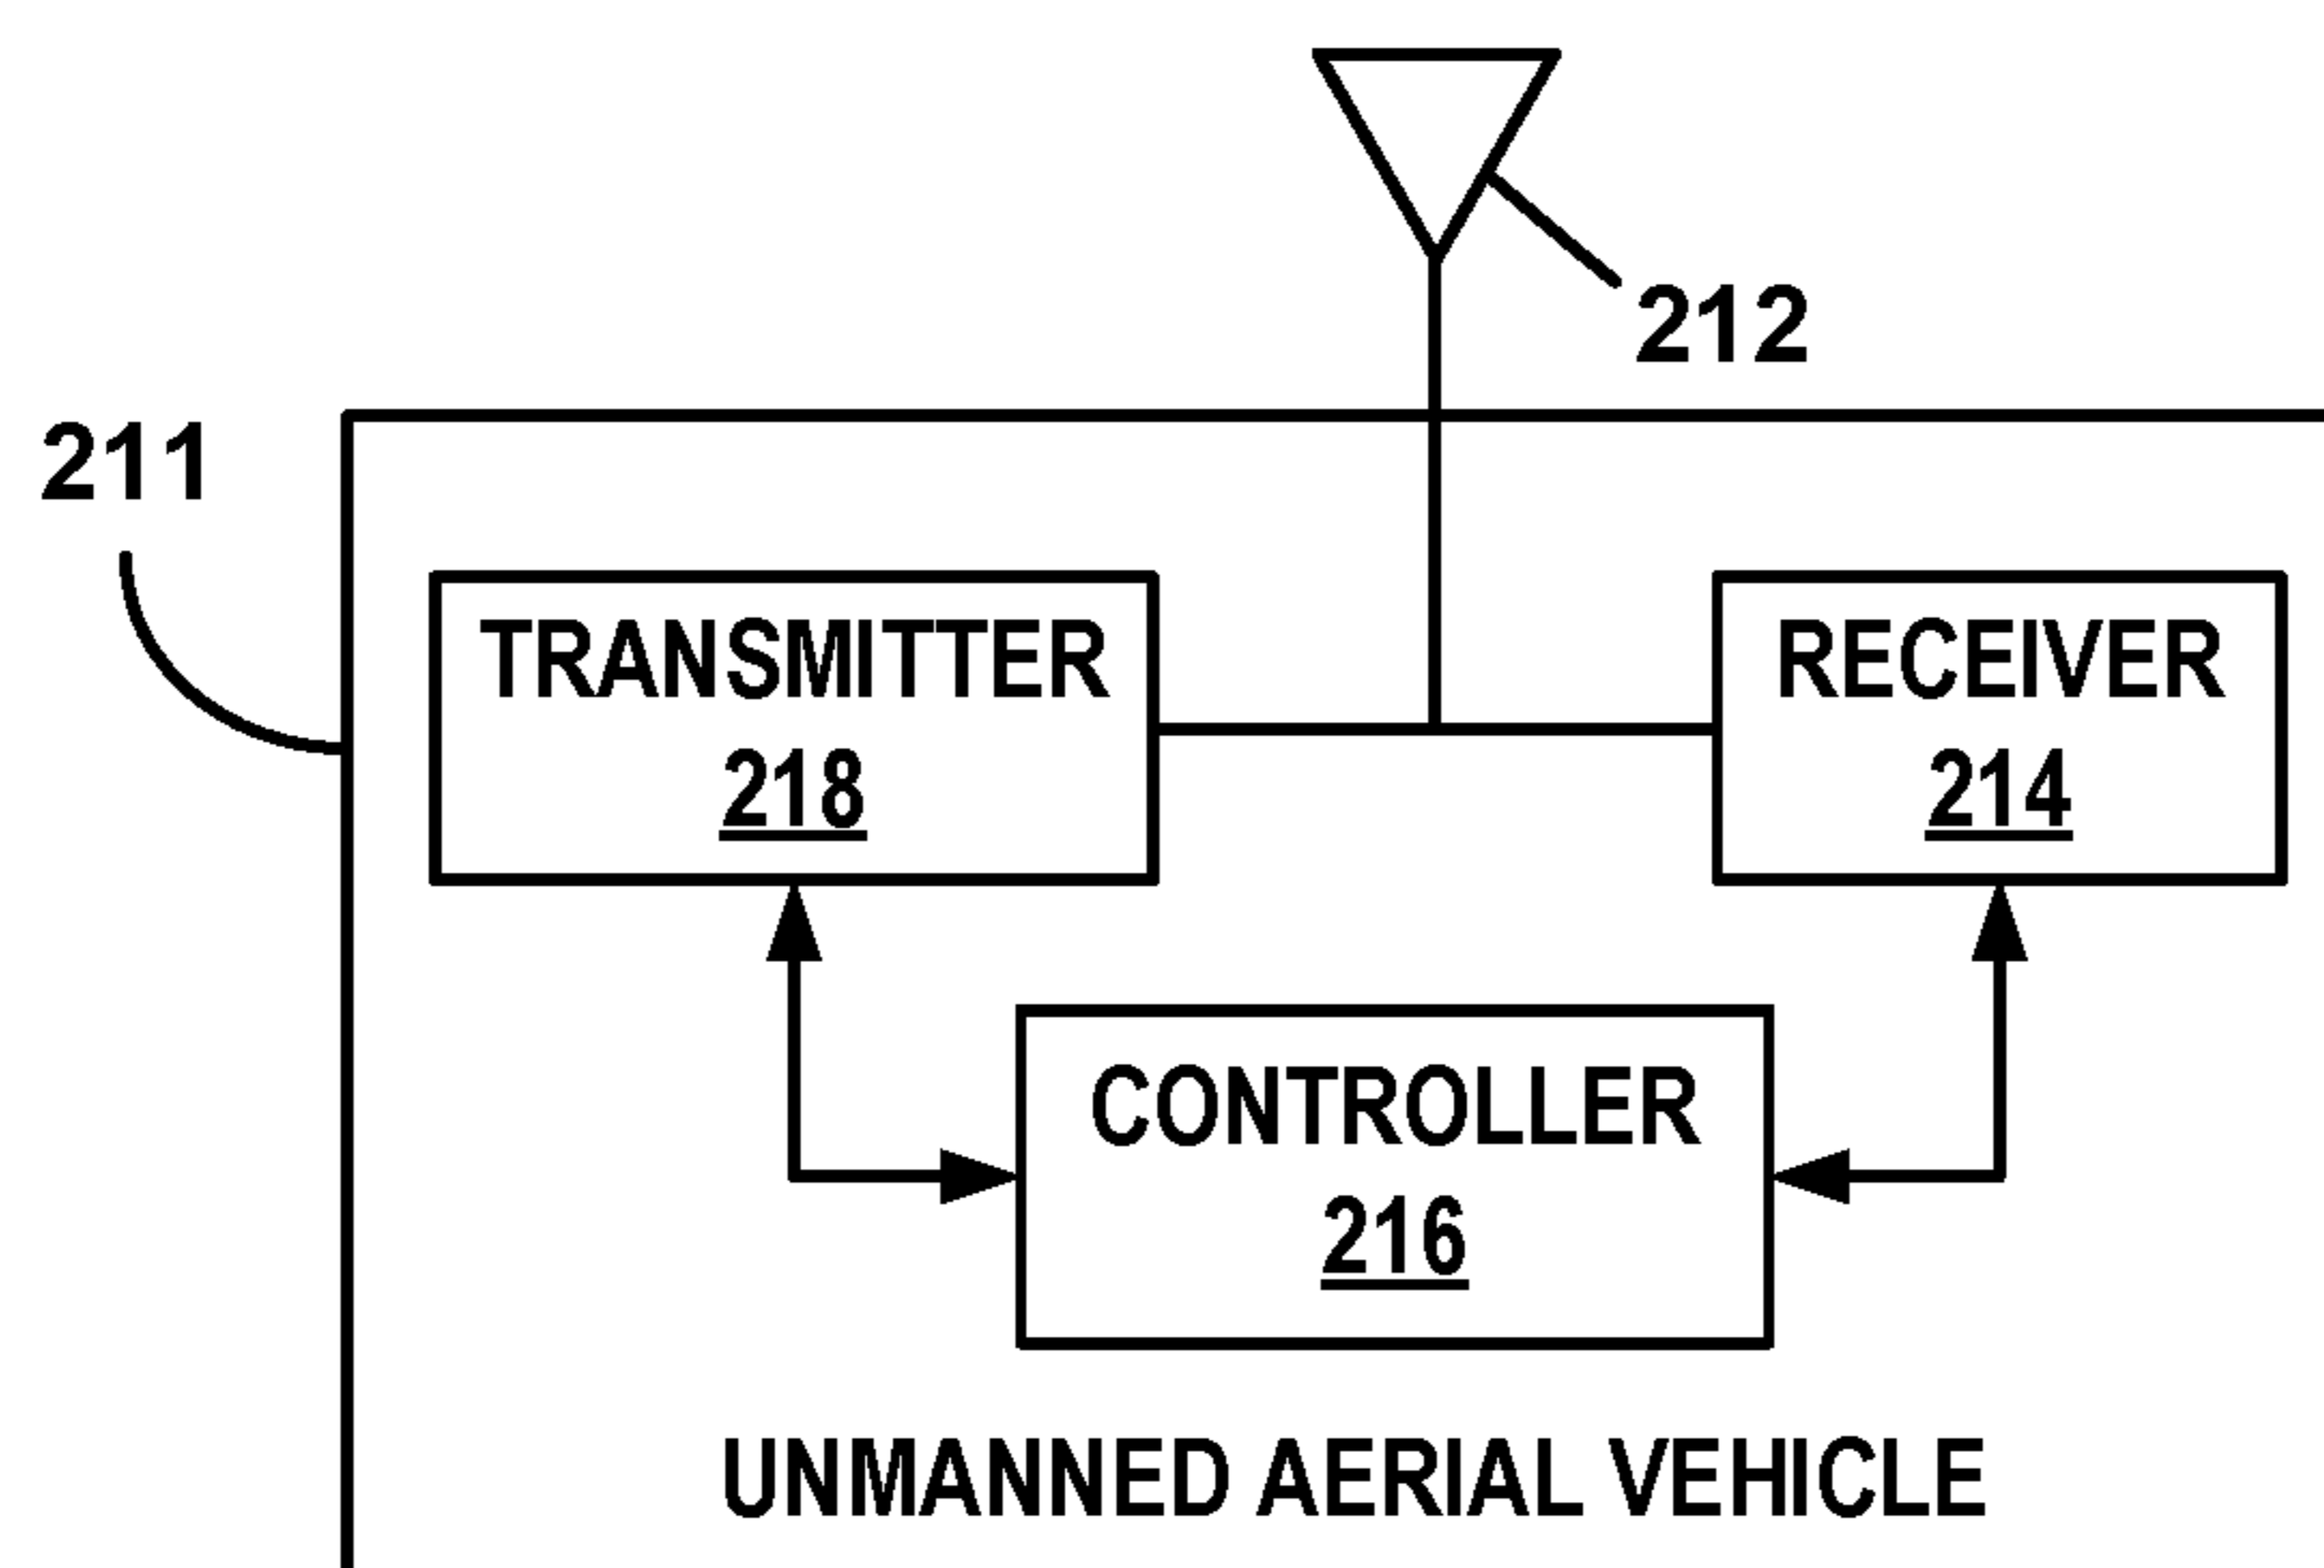 212
211
TRANSMITTER
218
RECEIVER
214
CONTROLLER
216
UNMANNED AERIAL VEHICLE